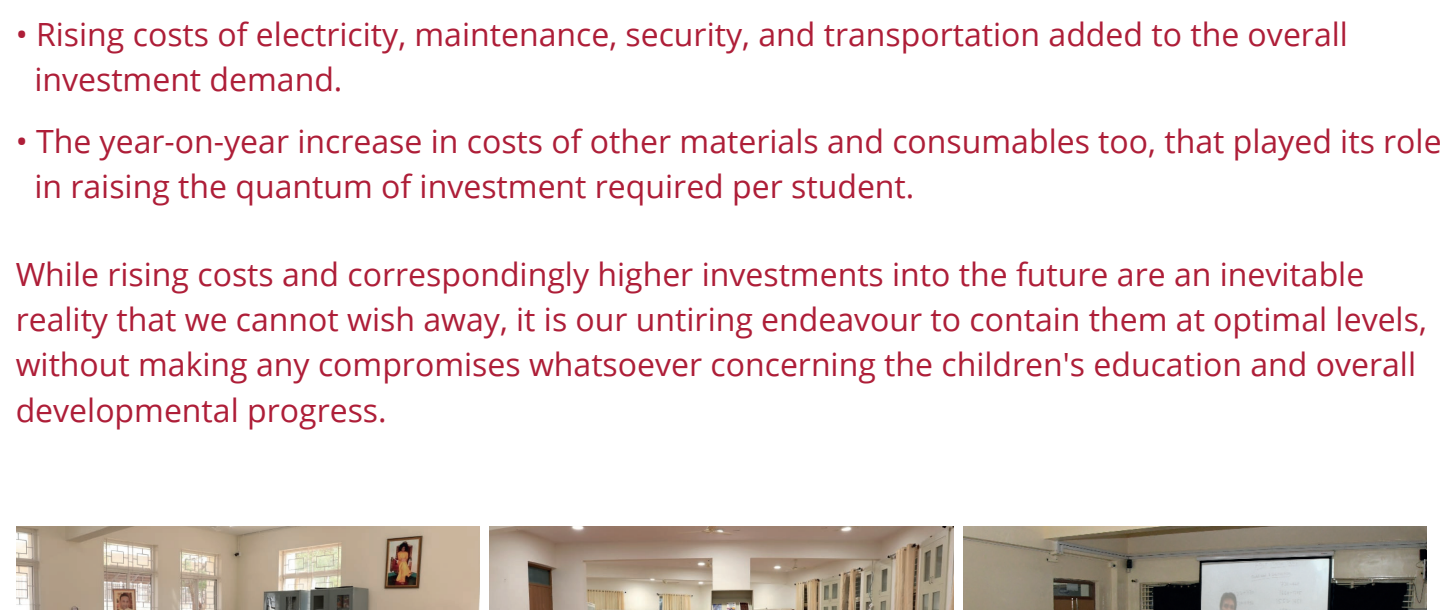 • Rising costs of electricity, maintenance, security, and transportation added to the overall
investment demand.
• The year-on-year increase in costs of other materials and consumables too, that played its role
in raising the quantum of investment required per student.
While rising costs and correspondingly higher investments into the future are an inevitable
reality that we cannot wish away, it is our untiring endeavour to contain them at optimal levels,
without making any compromises whatsoever concerning the children's education and overall
developmental progress.